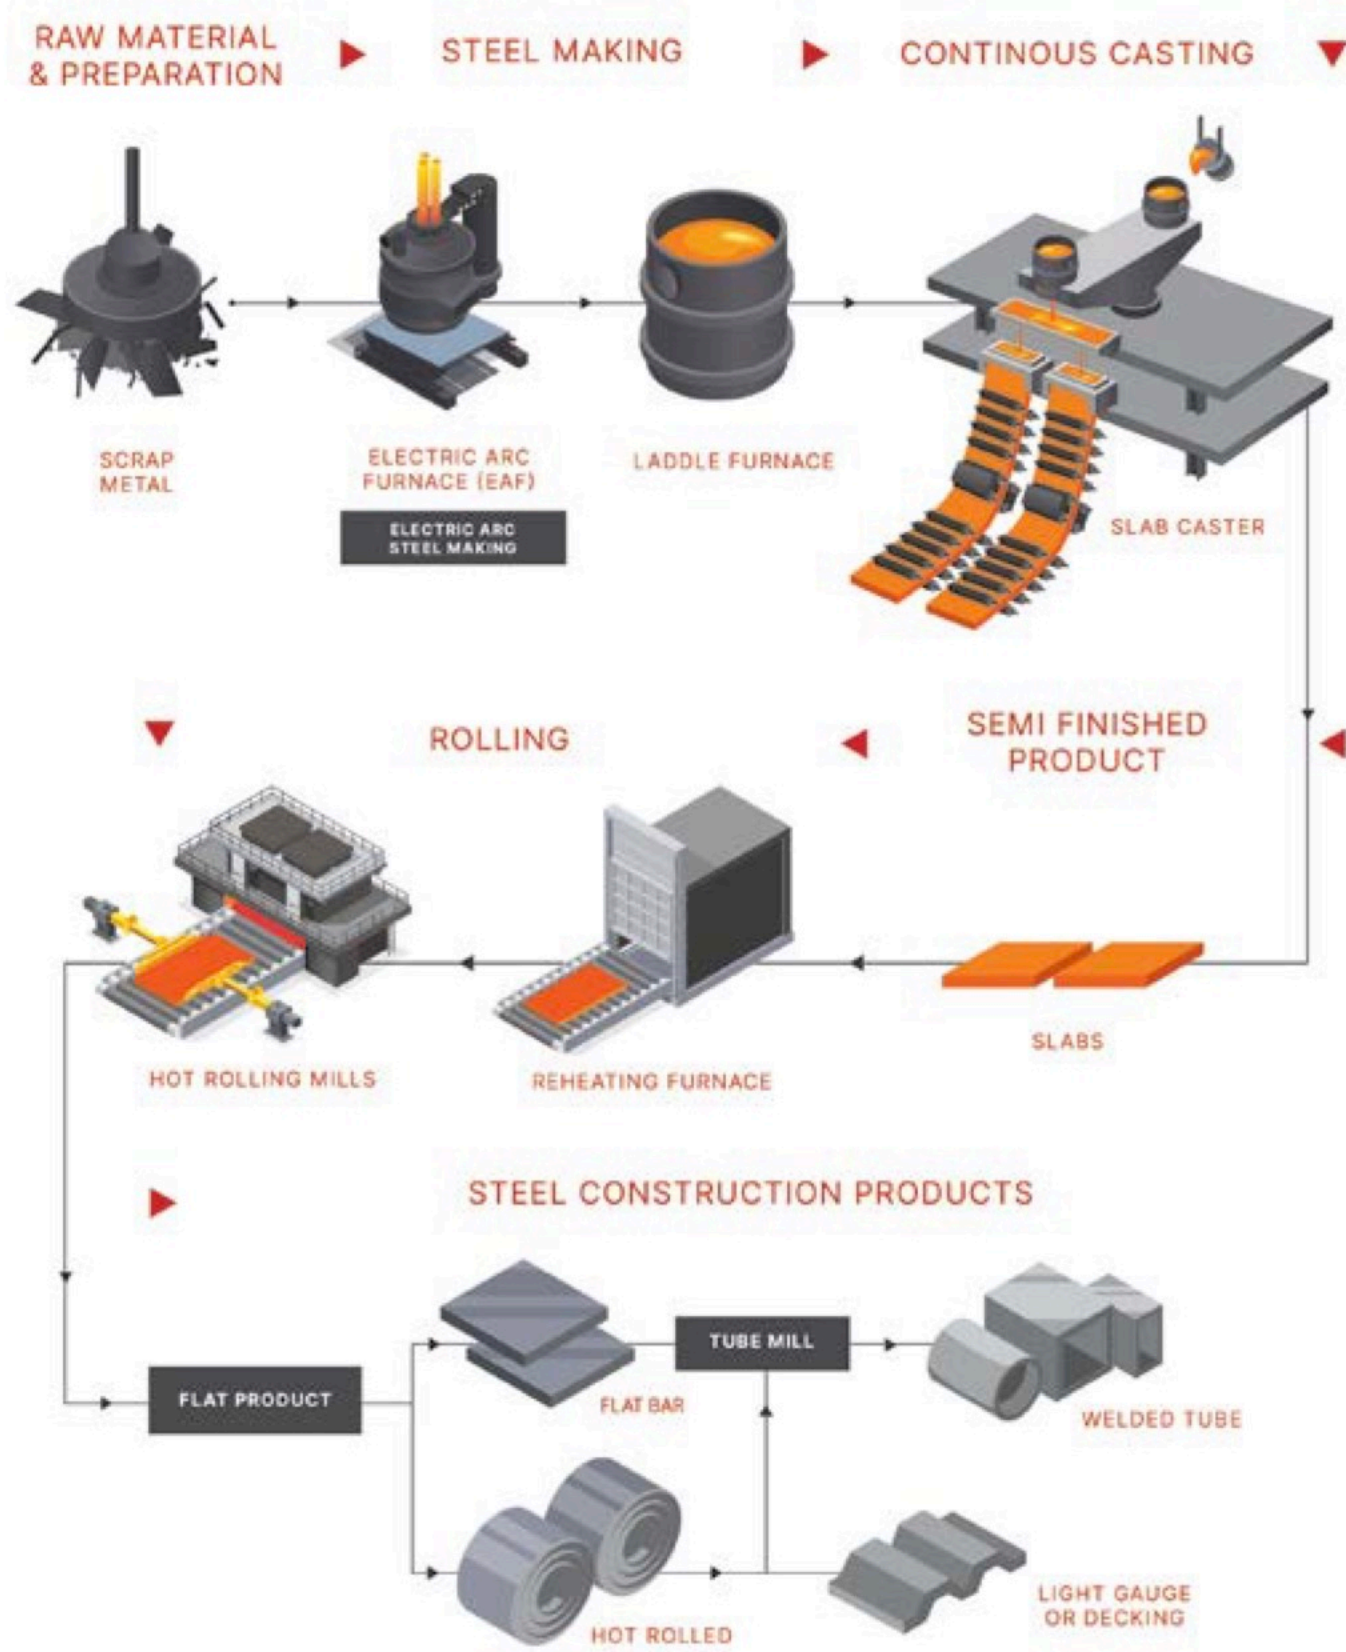 RAW MATERIAL
& PREPARATION
STEEL MAKING
CONTINOUS CASTING
SCRAP
METAL
ELECTRIC ARC
FURNACE (EAF)
ELECTRIC ARC
STEEL MAKING
LADDLE FURNACE
SLAB CASTER
ROLLING
SEMI FINISHED
PRODUCT
HOT ROLLING MILLS
REHEATING FURNACE
SLABS
STEEL CONSTRUCTION PRODUCTS
FLAT PRODUCT
FLAT BAR
TUBE MILL
WELDED TUBE
HOT ROLLED
LIGHT GAUGE
OR DECKING